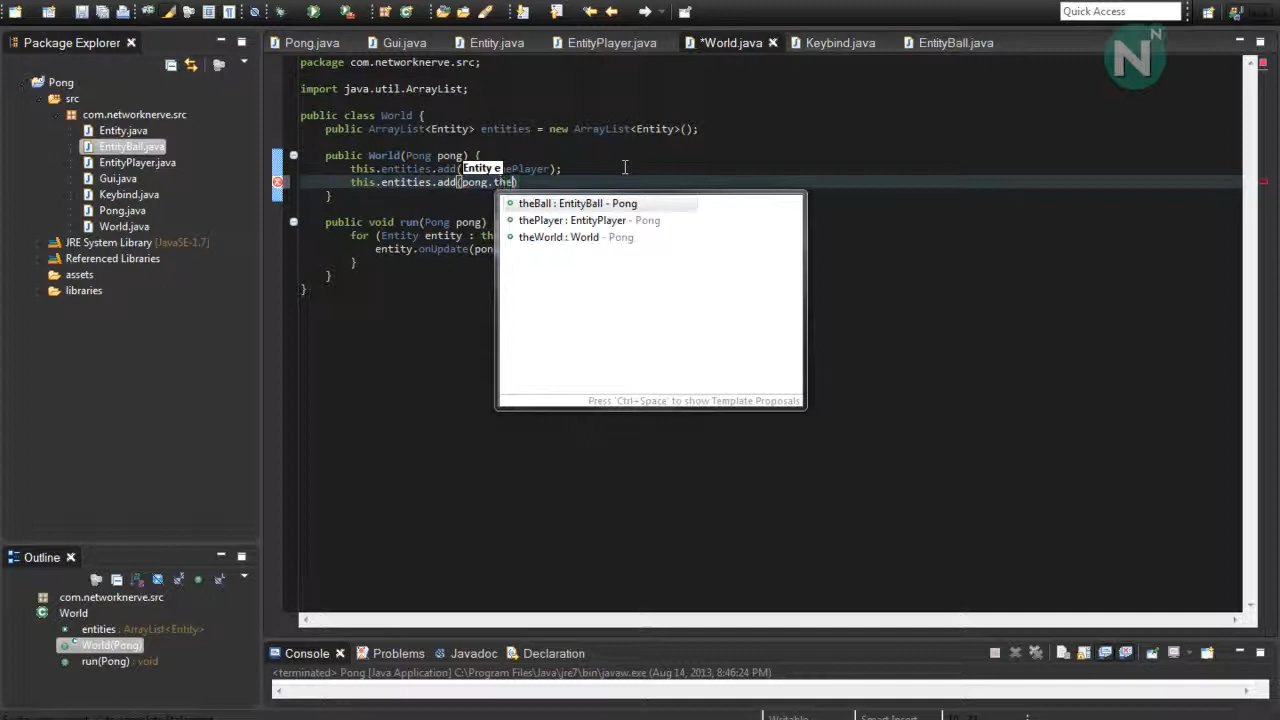 Quick Access
Package Explorer
Pong.java
Gui.java
Entity.java
EntityPlayer.java
*World.java
Keybind.java
EntityBall.java
N N
Pong
src
com.networknerve.src
Entity.java
EntityBall.java
EntityPlayer.java
Gui.java
Keybind.java
Pong.java
World.java
JRE System Library [JavaSE-1.7]
Referenced Libraries
assets
libraries
package com.networknerve.src;
import java.util.ArrayList;
public class World {
public ArrayList<Entity> entities = new ArrayList<Entity>();
public World(Pong pong) {
this.entities.add(Entity e ePlayer);
this.entities.add(pong.the)
}
public void run(Pong pong)
for (Entity entity : th
entity.onUpdate(pon
}
}
}
theBall : EntityBall - Pong
thePlayer : EntityPlayer - Pong
theWorld : World - Pong
Press 'Ctrl+Space' to show Template Proposals
Outline
com.networknerve.src
World
entities : ArrayList<Entity>
World(Pong)
run(Pong) : void
Console
Problems
Javadoc
Declaration
<terminated> Pong [Java Application] C:\Program Files\Java\jre7\bin\javaw.exe (Aug 14, 2013, 8:46:24 PM)
Writable
Smart Insert